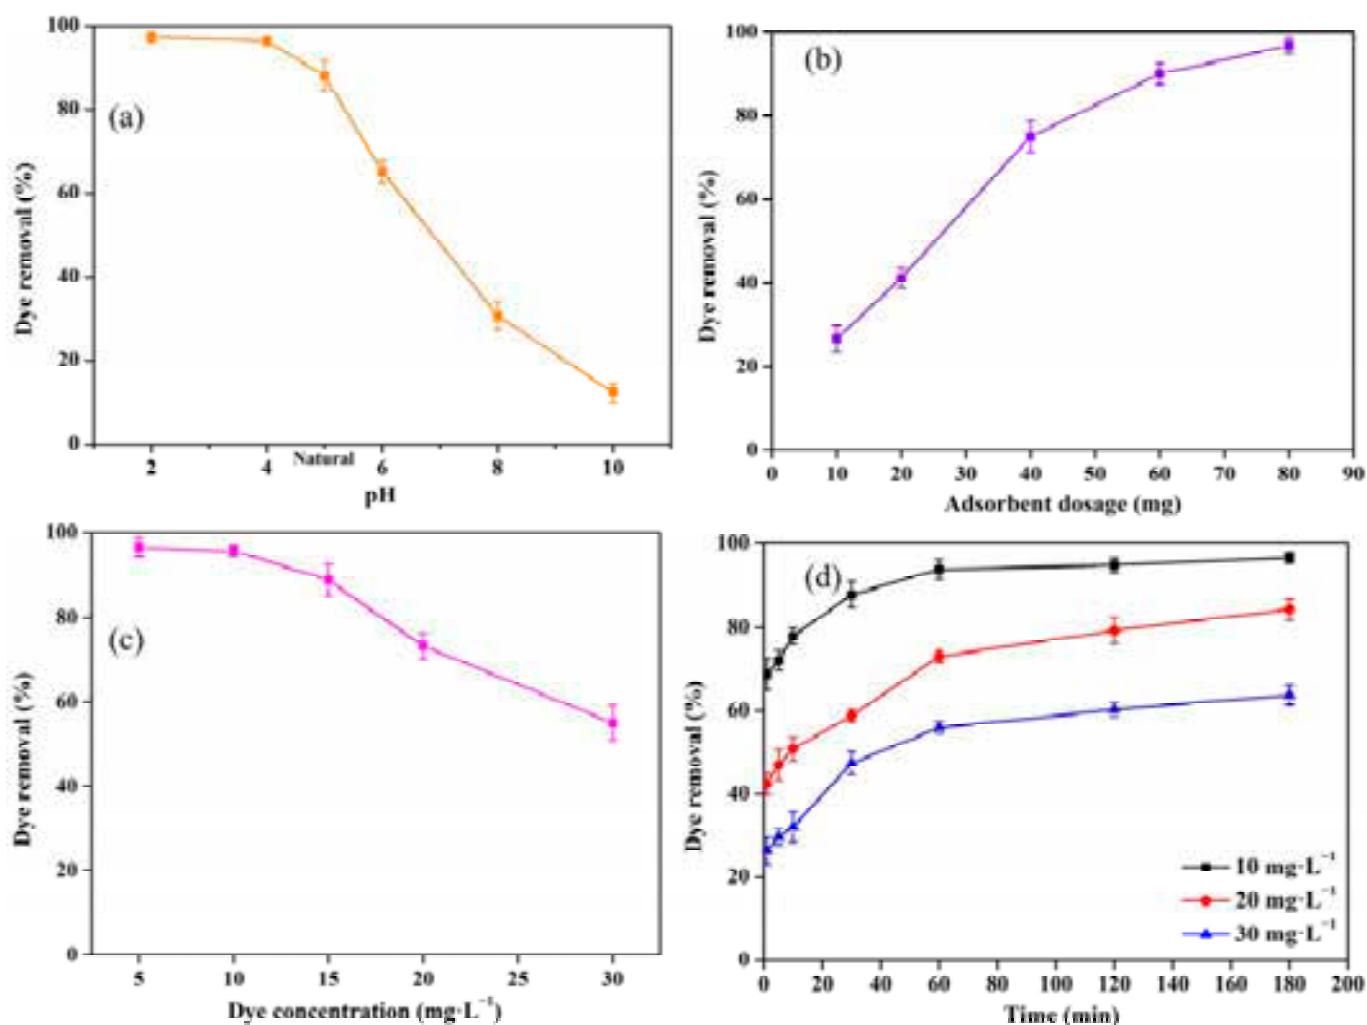 (a)
Dye removal (%)
100
80
60
40
20
0
2 4 Natural 6 8 10
pH
(b)
Dye removal (%)
100
80
60
40
20
0
0 10 20 30 40 50 60 70 80 90
Adsorbent dosage (mg)
(c)
Dye removal (%)
100
80
60
40
20
0
5 10 15 20 25 30
Dye concentration (mg·L⁻¹)
(d)
Dye removal (%)
100
80
60
40
20
0
10 mg·L⁻¹
20 mg·L⁻¹
30 mg·L⁻¹
0 20 40 60 80 100 120 140 160 180 200
Time (min)